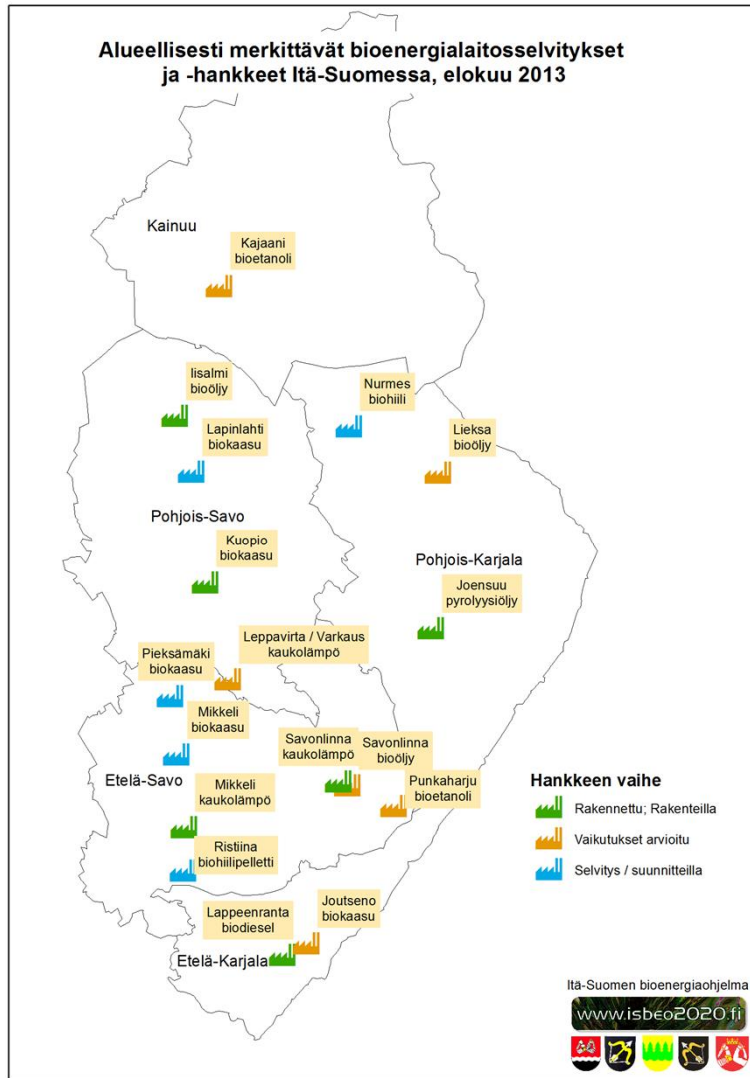 Alueellisesti merkittävät bioenergialaitosselvitykset
ja -hankkeet Itä-Suomessa, elokuu 2013
Kainuu
Kajaani
bioetanoli
Iisalmi
bioöljy
Nurmes
biohiili
Lapinlahti
biokaasu
Lieksa
bioöljy
Pohjois-Savo
Kuopio
biokaasu
Pohjois-Karjala
Joensuu
pyrolyysiöljy
Leppavirta / Varkaus
kaukolämpö
Pieksämäki
biokaasu
Mikkeli
biokaasu
Savonlinna
kaukolämpö
Savonlinna
bioöljy
Punkaharju
bioetanoli
Etelä-Savo
Mikkeli
kaukolämpö
Ristiina
biohiilipelletti
Hankkeen vaihe
Rakennettu; Rakenteilla
Vaikutukset arvioitu
Selvitys / suunnitteilla
Lappeenranta
biodiesel
Joutseno
biokaasu
Etelä-Karjala
Itä-Suomen bioenergiaohjelma
www.isbeo2020.fi